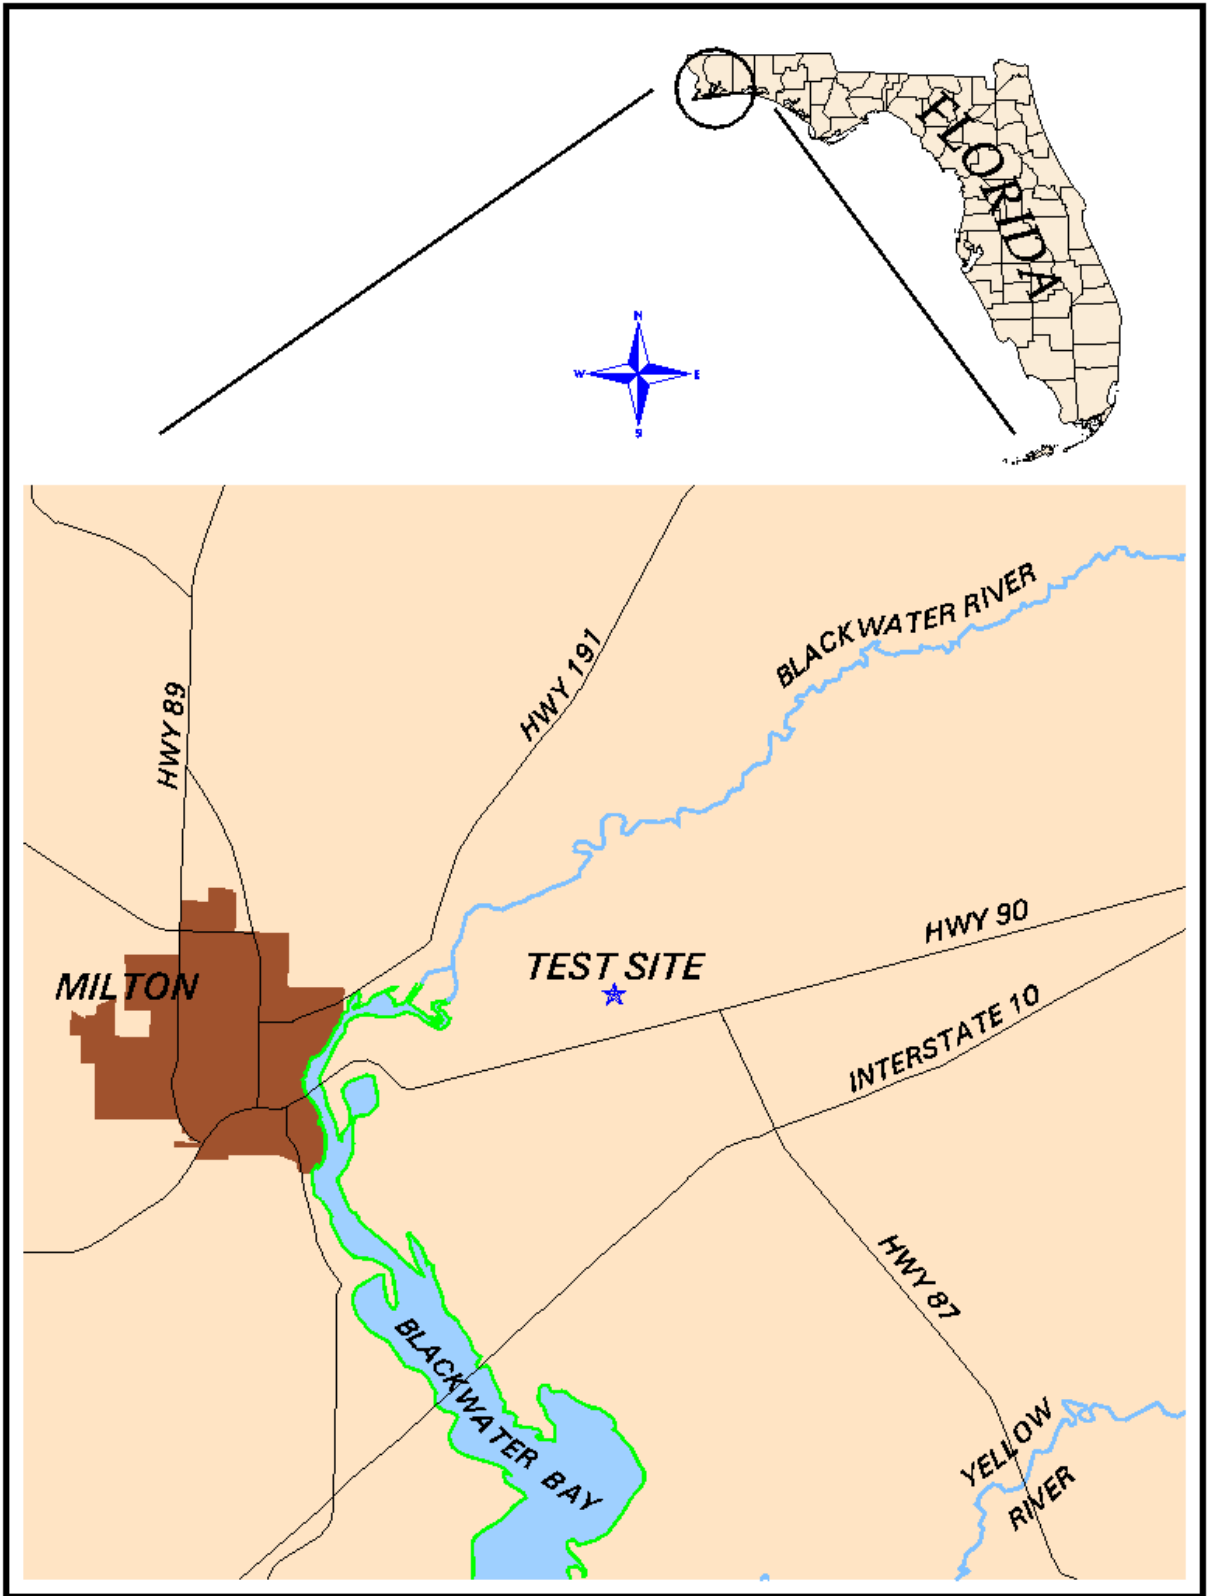 FLORIDA
N
W E
S
BLACKWATER RIVER
HWY 191
HWY 89
HWY 90
TEST SITE
MILTON
INTERSTATE 10
HWY 87
BLACKWATER BAY
YELLOW
RIVER